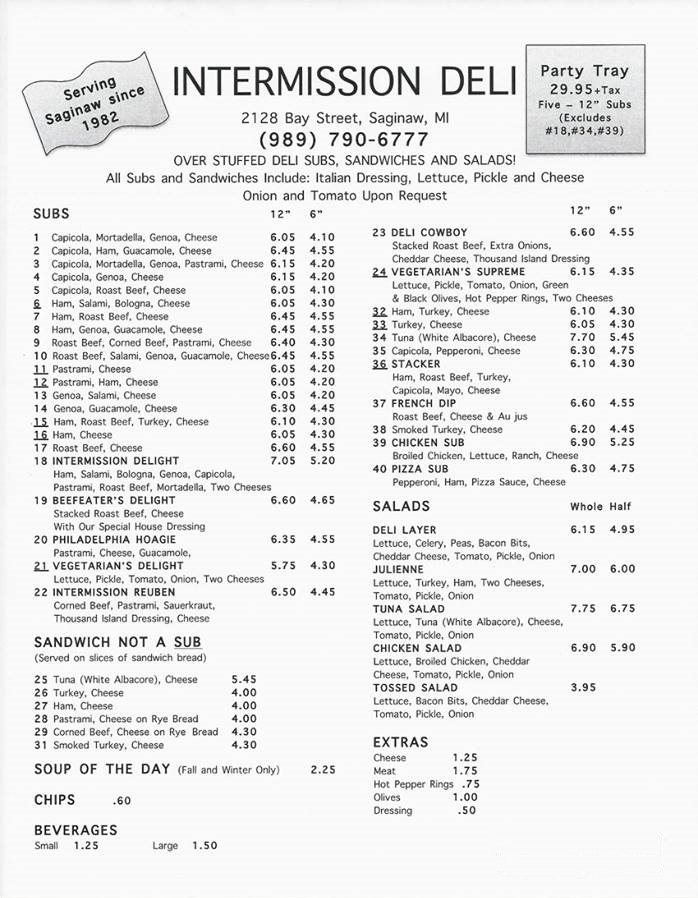 Serving
Saginaw since
1982
INTERMISSION DELI
2128 Bay Street, Saginaw, MI
(989) 790-6777
Party Tray
29.95+Tax
Five – 12" Subs
(Excludes
#18,#34,#39)
OVER STUFFED DELI SUBS, SANDWICHES AND SALADS!
All Subs and Sandwiches Include: Italian Dressing, Lettuce, Pickle and Cheese
Onion and Tomato Upon Request
SUBS 12" 6"
1 Capicola, Mortadella, Genoa, Cheese 6.05 4.10
2 Capicola, Ham, Guacamole, Cheese 6.45 4.55
3 Capicola, Mortadella, Genoa, Pastrami, Cheese 6.15 4.20
4 Capicola, Genoa, Cheese 6.15 4.20
5 Capicola, Roast Beef, Cheese 6.05 4.10
6 Ham, Salami, Bologna, Cheese 6.05 4.30
7 Ham, Roast Beef, Cheese 6.45 4.55
8 Ham, Genoa, Guacamole, Cheese 6.45 4.55
9 Roast Beef, Corned Beef, Pastrami, Cheese 6.40 4.30
10 Roast Beef, Salami, Genoa, Guacamole, Cheese 6.45 4.55
11 Pastrami, Cheese 6.05 4.20
12 Pastrami, Ham, Cheese 6.05 4.20
13 Genoa, Salami, Cheese 6.05 4.20
14 Genoa, Guacamole, Cheese 6.30 4.45
15 Ham, Roast Beef, Turkey, Cheese 6.10 4.30
16 Ham, Cheese 6.05 4.30
17 Roast Beef, Cheese 6.60 4.55
18 INTERMISSION DELIGHT 7.05 5.20
Ham, Salami, Bologna, Genoa, Capicola,
Pastrami, Roast Beef, Mortadella, Two Cheeses
19 BEEFEATER'S DELIGHT 6.60 4.65
Stacked Roast Beef, Cheese
With Our Special House Dressing
20 PHILADELPHIA HOAGIE 6.35 4.55
Pastrami, Cheese, Guacamole,
21 VEGETARIAN'S DELIGHT 5.75 4.30
Lettuce, Pickle, Tomato, Onion, Two Cheeses
22 INTERMISSION REUBEN 6.50 4.45
Corned Beef, Pastrami, Sauerkraut,
Thousand Island Dressing, Cheese
SANDWICH NOT A SUB
(Served on slices of sandwich bread)
25 Tuna (White Albacore), Cheese 5.45
26 Turkey, Cheese 4.00
27 Ham, Cheese 4.00
28 Pastrami, Cheese on Rye Bread 4.00
29 Corned Beef, Cheese on Rye Bread 4.30
31 Smoked Turkey, Cheese 4.30
SOUP OF THE DAY (Fall and Winter Only) 2.25
CHIPS .60
BEVERAGES
Small 1.25 Large 1.50
12" 6"
23 DELI COWBOY 6.60 4.55
Stacked Roast Beef, Extra Onions,
Cheddar Cheese, Thousand Island Dressing
24 VEGETARIAN'S SUPREME 6.15 4.35
Lettuce, Pickle, Tomato, Onion, Green
& Black Olives, Hot Pepper Rings, Two Cheeses
32 Ham, Turkey, Cheese 6.10 4.30
33 Turkey, Cheese 6.05 4.30
34 Tuna (White Albacore), Cheese 7.70 5.45
35 Capicola, Pepperoni, Cheese 6.30 4.75
36 STACKER 6.10 4.30
Ham, Roast Beef, Turkey,
Capicola, Mayo, Cheese
37 FRENCH DIP 6.60 4.55
Roast Beef, Cheese & Au jus
38 Smoked Turkey, Cheese 6.20 4.45
39 CHICKEN SUB 6.90 5.25
Broiled Chicken, Lettuce, Ranch, Cheese
40 PIZZA SUB 6.30 4.75
Pepperoni, Ham, Pizza Sauce, Cheese
SALADS Whole Half
DELI LAYER 6.15 4.95
Lettuce, Celery, Peas, Bacon Bits,
Cheddar Cheese, Tomato, Pickle, Onion
JULIENNE 7.00 6.00
Lettuce, Turkey, Ham, Two Cheeses,
Tomato, Pickle, Onion
TUNA SALAD 7.75 6.75
Lettuce, Tuna (White Albacore), Cheese,
Tomato, Pickle, Onion
CHICKEN SALAD 6.90 5.90
Lettuce, Broiled Chicken, Cheddar
Cheese, Tomato, Pickle, Onion
TOSSED SALAD 3.95
Lettuce, Bacon Bits, Cheddar Cheese,
Tomato, Pickle, Onion
EXTRAS
Cheese 1.25
Meat 1.75
Hot Pepper Rings .75
Olives 1.00
Dressing .50